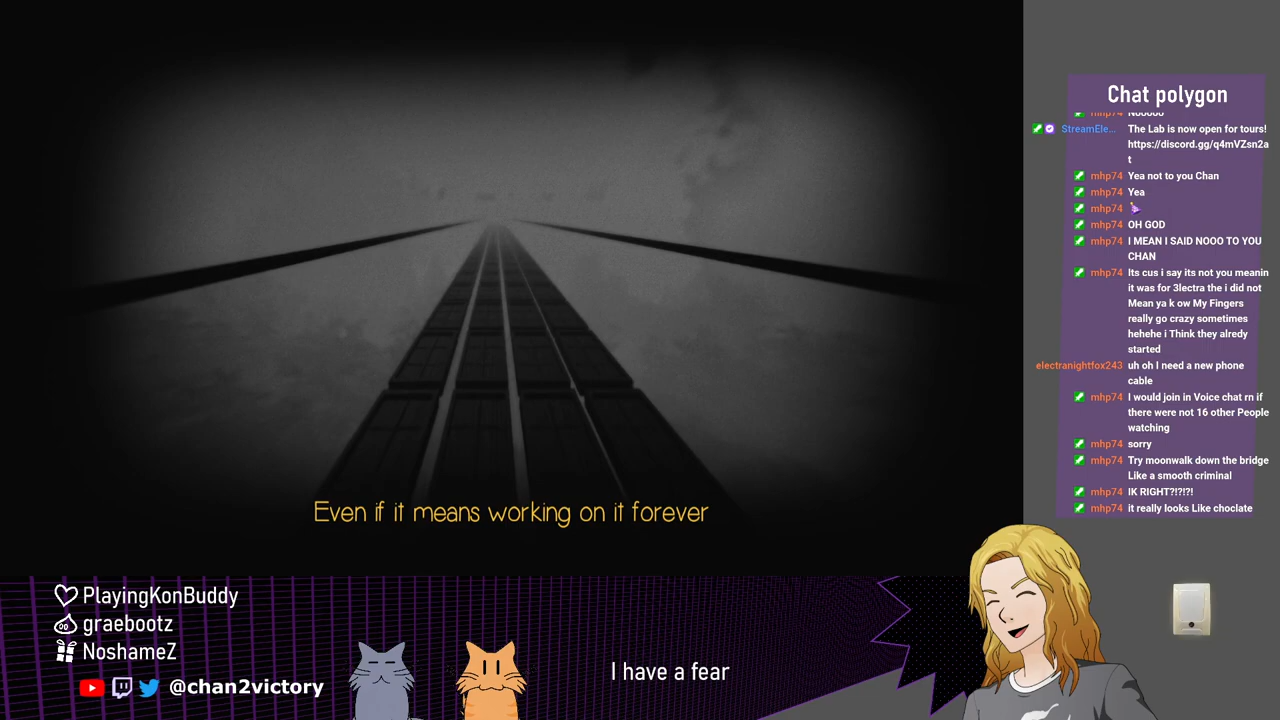 Chat polygon
mhp74 Nooooo
StreamEle... The Lab is now open for tours!
https://discord.gg/q4mVZsn2a
t
mhp74 Yea not to you Chan
mhp74 Yea
mhp74
mhp74 OH GOD
mhp74 I MEAN I SAID NOOO TO YOU
CHAN
mhp74 Its cus i say its not you meanin
it was for 3lectra the i did not
Mean ya k ow My Fingers
really go crazy sometimes
hehehe i Think they alredy
started
electranightfox243 uh oh I need a new phone
cable
mhp74 I would join in Voice chat rn if
there were not 16 other People
watching
mhp74 sorry
mhp74 Try moonwalk down the bridge
Like a smooth criminal
mhp74 IK RIGHT?!?!?!
mhp74 it really looks Like choclate
Even if it means working on it forever
PlayingKonBuddy
graebootz
NoshameZ
@chan2victory
I have a fear